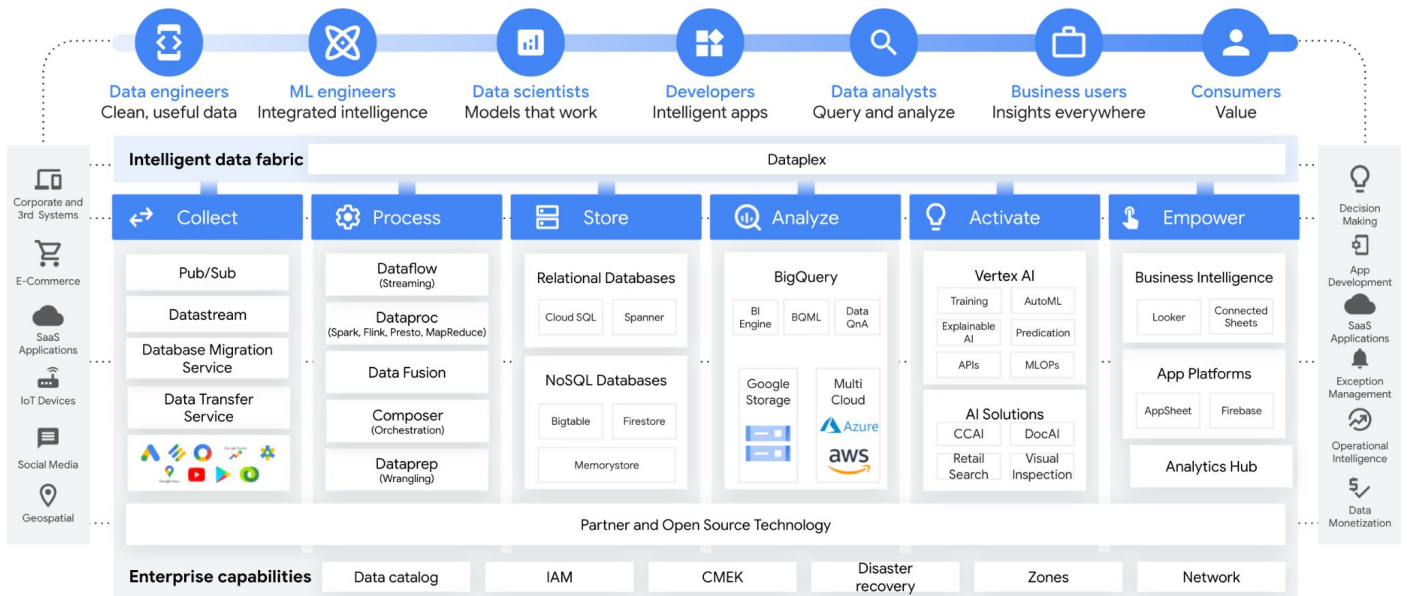 Data engineers
Clean, useful data
ML engineers
Integrated intelligence
Data scientists
Models that work
Developers
Intelligent apps
Data analysts
Query and analyze
Business users
Insights everywhere
Consumers
Value
Intelligent data fabric
Dataplex
Corporate and
3rd Systems
E-Commerce
SaaS
Applications
IoT Devices
Social Media
Geospatial
Collect
Pub/Sub
Datastream
Database Migration
Service
Data Transfer
Service
Process
Dataflow
(Streaming)
Dataproc
(Spark, Flink, Presto, MapReduce)
Data Fusion
Composer
(Orchestration)
Dataprep
(Wrangling)
Store
Relational Databases
Cloud SQL
Spanner
NoSQL Databases
Bigtable
Firestore
Memorystore
Analyze
BigQuery
BI
Engine
BQML
Data
QnA
Google
Storage
Multi
Cloud
Azure
aws
Activate
Vertex AI
Training
AutoML
Explainable
AI
Predication
APIs
MLOPs
AI Solutions
CCAI
DocAI
Retail
Search
Visual
Inspection
Empower
Business Intelligence
Looker
Connected
Sheets
App Platforms
AppSheet
Firebase
Analytics Hub
Decision
Making
App
Development
SaaS
Applications
Exception
Management
Operational
Intelligence
Data
Monetization
Partner and Open Source Technology
Enterprise capabilities
Data catalog
IAM
CMEK
Disaster
recovery
Zones
Network